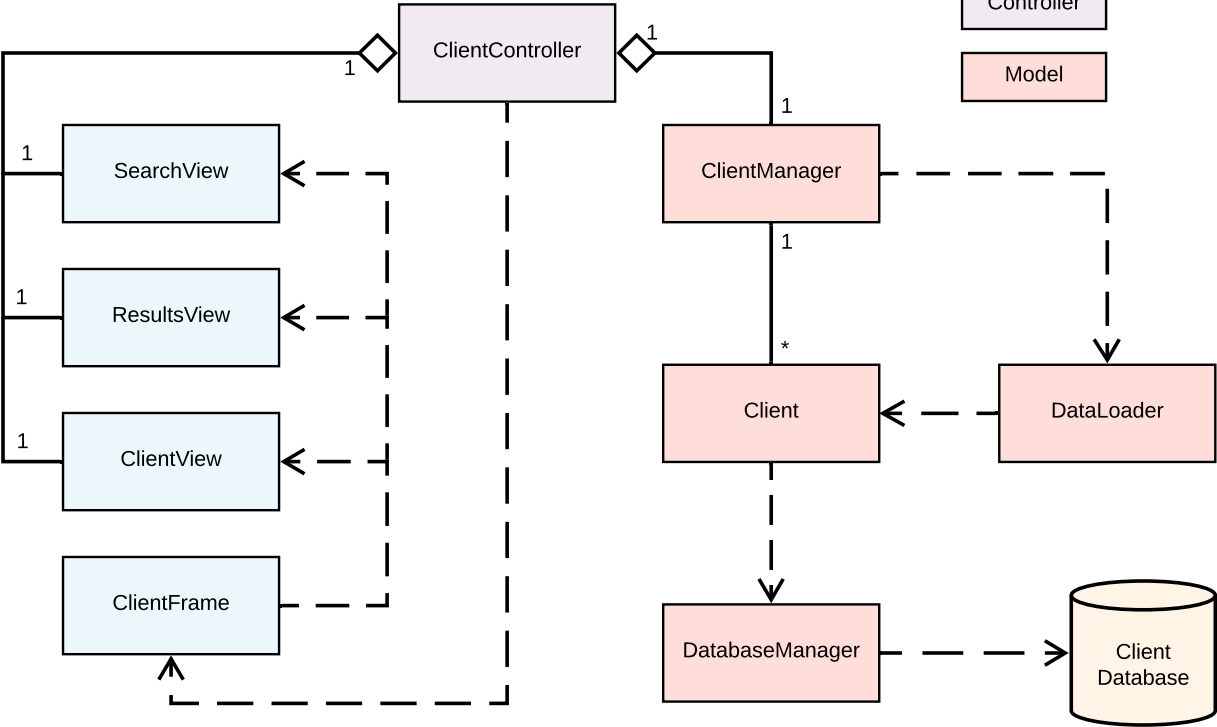 Controller
1
ClientController
1
Model
1
1
SearchView
ClientManager
1
1
ResultsView
*
1
Client
DataLoader
ClientView
ClientFrame
DatabaseManager
Client
Database